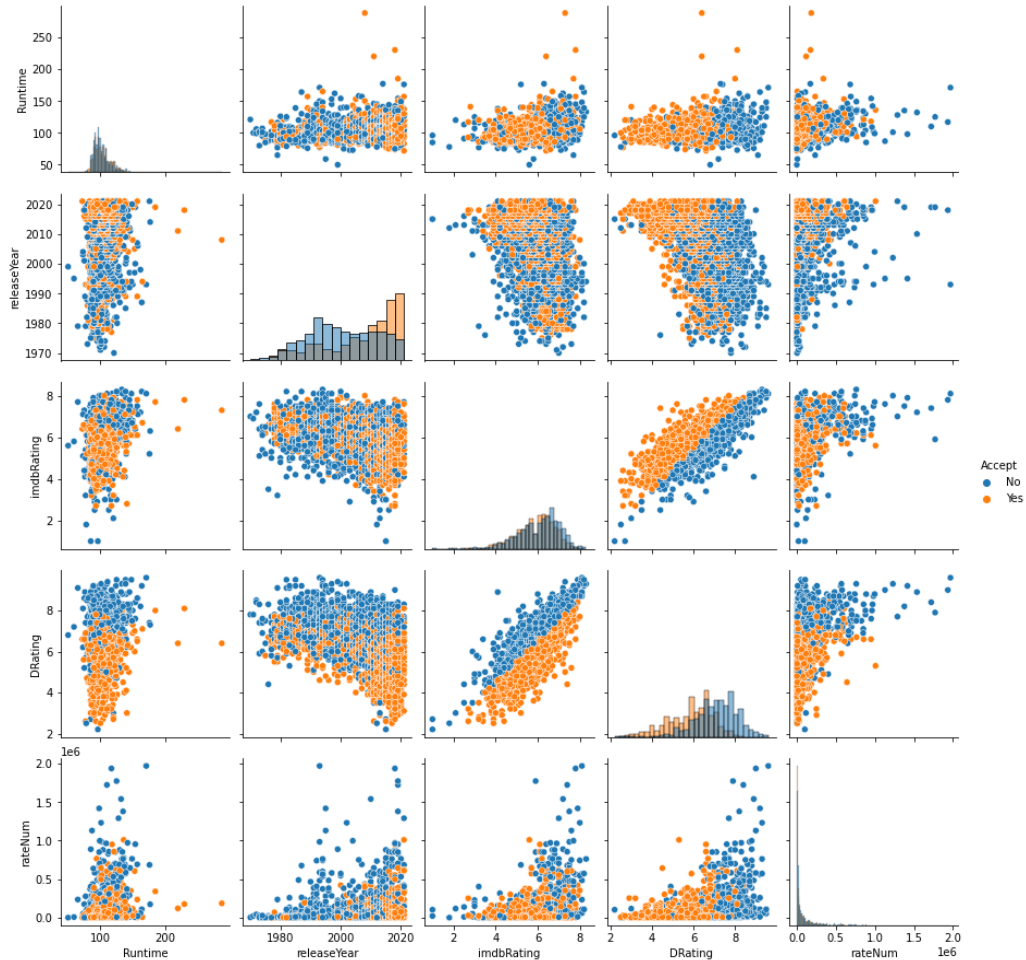 250
200
150
100
50
Runtime
2020
2010
2000
1990
1980
1970
releaseYear
8
6
4
2
imdbRating
Accept
No
Yes
8
6
4
2
DRating
1e6
2.0
1.5
1.0
0.5
0.0
rateNum
100 200
Runtime
1980 2000 2020
releaseYear
2 4 6 8
imdbRating
2 4 6 8
DRating
0.0 0.5 1.0 1.5 2.0
1e6
rateNum